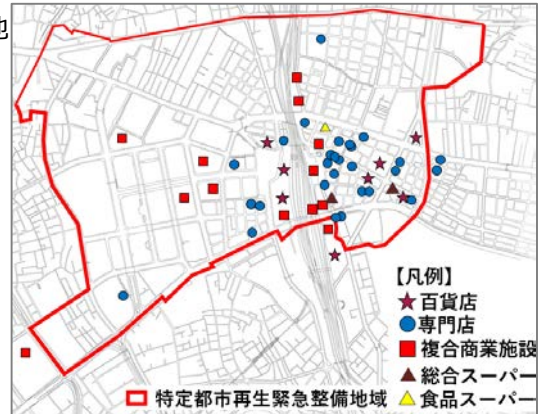 地
【凡例】
百貨店
専門店
複合商業施設
総合スーパー
特定都市再生緊急整備地域
食品スーパー